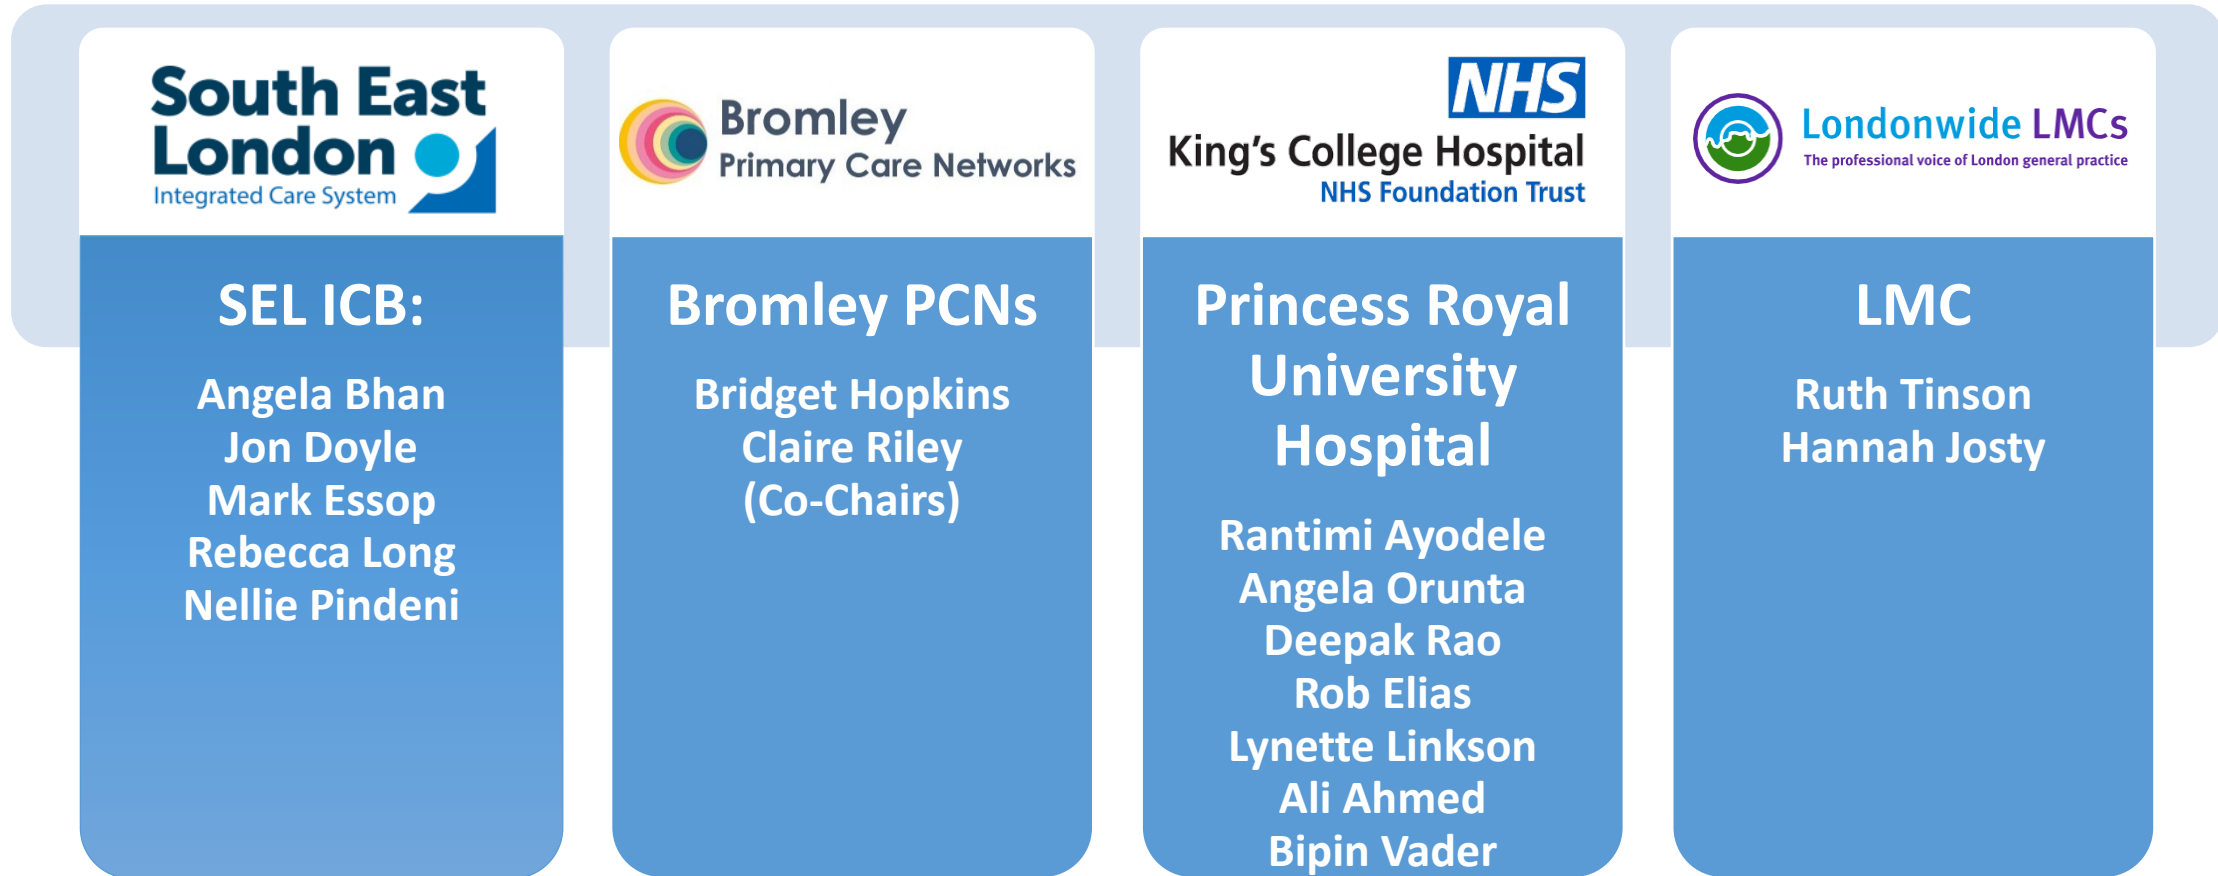 South East
London
Integrated Care System
SEL ICB:
Angela Bhan
Jon Doyle
Mark Essop
Rebecca Long
Nellie Pindeni
Bromley
Primary Care Networks
Bromley PCNs
Bridget Hopkins
Claire Riley
(Co-Chairs)
NHS
King's College Hospital
NHS Foundation Trust
Princess Royal
University
Hospital
Rantimi Ayodele
Angela Orunta
Deepak Rao
Rob Elias
Lynette Linkson
Ali Ahmed
Bipin Vader
Londonwide LMCs
The professional voice of London general practice
LMC
Ruth Tinson
Hannah Josty